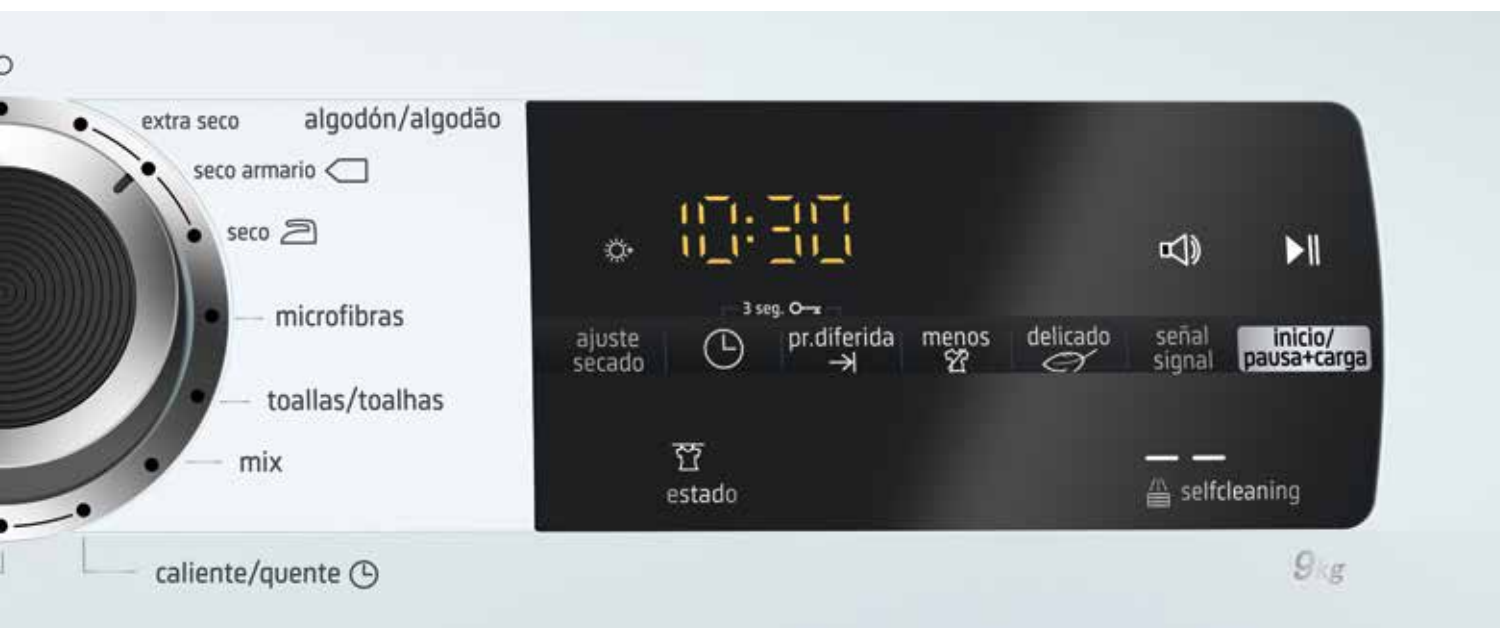 extra seco
algodón/algodão
seco armario
seco
microfibras
toallas/toalhas
mix
caliente/quente
10:30
3 seg.
ajuste
secado
pr.diferida
menos
delicado
señal
signal
inicio/
pausa+carga
estado
selfcleaning
9kg